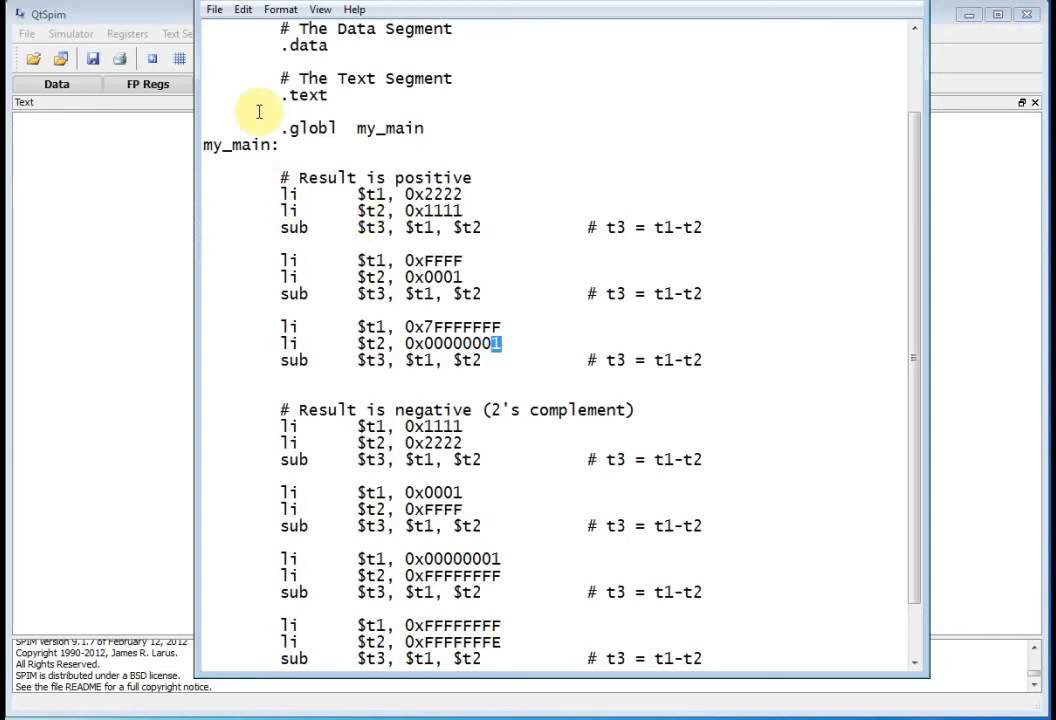 QtSpim
File Simulator Registers Text Se
Data FP Regs
Text
File Edit Format View Help
# The Data Segment
.data
# The Text Segment
.text
.globl my_main
my_main:
# Result is positive
li $t1, 0x2222
li $t2, 0x1111
sub $t3, $t1, $t2 # t3 = t1-t2
li $t1, 0xFFFF
li $t2, 0x0001
sub $t3, $t1, $t2 # t3 = t1-t2
li $t1, 0x7FFFFFFF
li $t2, 0x00000001
sub $t3, $t1, $t2 # t3 = t1-t2
# Result is negative (2's complement)
li $t1, 0x1111
li $t2, 0x2222
sub $t3, $t1, $t2 # t3 = t1-t2
li $t1, 0x0001
li $t2, 0xFFFF
sub $t3, $t1, $t2 # t3 = t1-t2
li $t1, 0x00000001
li $t2, 0xFFFFFFFF
sub $t3, $t1, $t2 # t3 = t1-t2
li $t1, 0xFFFFFFFF
li $t2, 0xFFFFFFFE
sub $t3, $t1, $t2 # t3 = t1-t2
SPIM Version 9.1.7 of February 12, 2012
Copyright 1990-2012, James R. Larus.
All Rights Reserved.
SPIM is distributed under a BSD license.
See the file README for a full copyright notice.